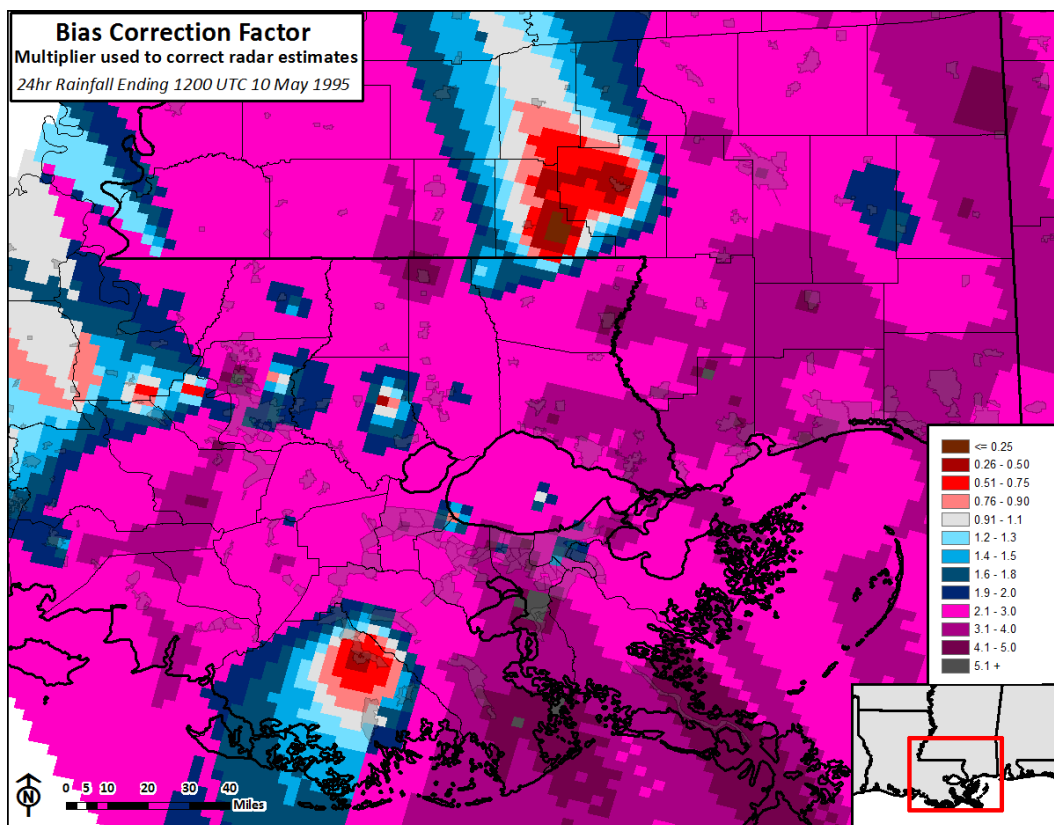 Bias Correction Factor
Multiplier used to correct radar estimates
24hr Rainfall Ending 1200 UTC 10 May 1995
<= 0.25
0.26 - 0.50
0.51 - 0.75
0.76 - 0.90
0.91 - 1.1
1.2 - 1.3
1.4 - 1.5
1.6 - 1.8
1.9 - 2.0
2.1 - 3.0
3.1 - 4.0
4.1 - 5.0
5.1 +
N
0 5 10 20 30 40
Miles